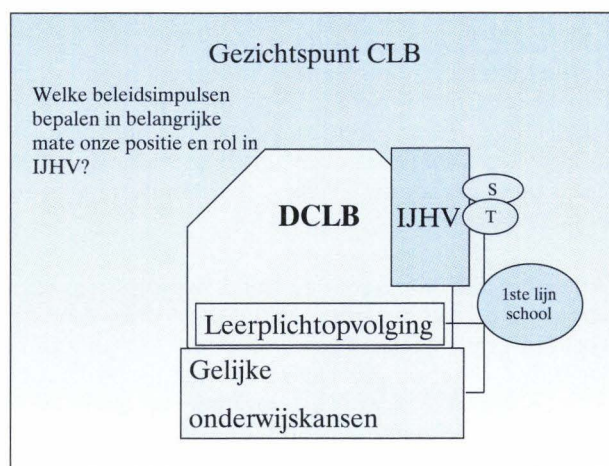 Gezichtspunt CLB
Welke beleidsimpulsen
bepalen in belangrijke
mate onze positie en rol in
IJHV?
DCLB
IJHV
S
T
1ste lijn
school
Leerplichtopvolging
Gelijke
onderwijskansen